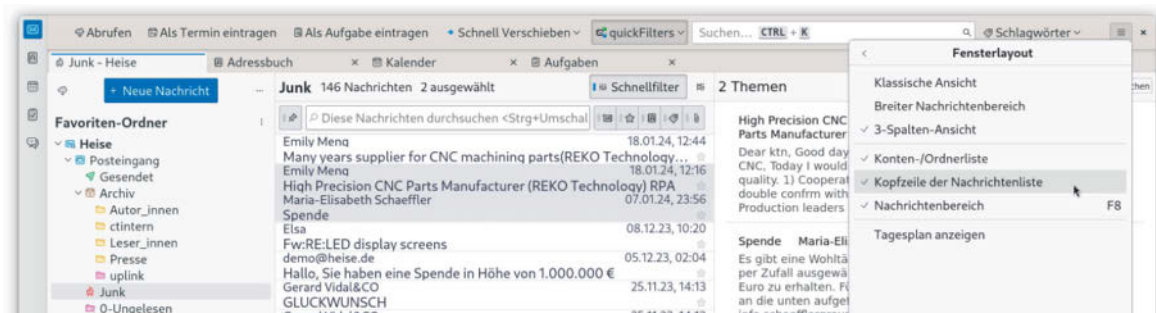 Abrufen Als Termin eintragen Als Aufgabe eintragen Schnell Verschieben quickFilters Suchen... CTRL + K Schlagwörter
Junk - Heise Adressbuch Kalender Aufgaben
+ Neue Nachricht
Favoriten-Ordner
Heise
Posteingang
Gesendet
Archiv
Autor_innen
ctintern
Leser_innen
Presse
uplink
Junk
0-Ungelesen
Junk 146 Nachrichten 2 ausgewählt Schnellfilter
Diese Nachrichten durchsuchen <Strg+Umschal
Emily Meng 18.01.24, 12:44
Many years supplier for CNC machining parts(REKO Technology...
Emily Meng 18.01.24, 12:16
High Precision CNC Parts Manufacturer (REKO Technology) RPA
Maria-Elisabeth Schaeffler 07.01.24, 23:56
Spende
Elsa 08.12.23, 10:20
Fw:RE:LED display screens
demo@heise.de 05.12.23, 02:04
Hallo, Sie haben eine Spende in Höhe von 1.000.000 €
Gerard Vidal&CO 25.11.23, 14:13
GLUCKWUNSCH
2 Themen
High Precision CNC
Parts Manufacturer
Dear ktn, Good day
CNC, Today I would
quality. 1) Cooperat
double confrm with
Production leaders
Spende Maria-Eli
Es gibt eine Wohltä
per Zufall ausgewä
Euro zu erhalten. Fü
an die unten aufgef
Fensterlayout
Klassische Ansicht
Breiter Nachrichtenbereich
3-Spalten-Ansicht
Konten-/Ordnerliste
Kopfzeile der Nachrichtenliste
Nachrichtenbereich F8
Tagesplan anzeigen